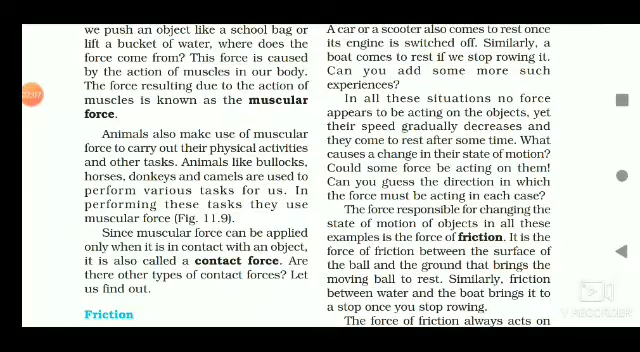 we push an object like a school bag or
lift a bucket of water, where does the
force come from? This force is caused
by the action of muscles in our body.
The force resulting due to the action of
muscles is known as the muscular
force.
Animals also make use of muscular
force to carry out their physical activities
and other tasks. Animals like bullocks,
horses, donkeys and camels are used to
perform various tasks for us. In
performing these tasks they use
muscular force (Fig. 11.9).
Since muscular force can be applied
only when it is in contact with an object,
it is also called a contact force. Are
there other types of contact forces? Let
us find out.
Friction
A car or a scooter also comes to rest once
its engine is switched off. Similarly, a
boat comes to rest if we stop rowing it.
Can you add some more such
experiences?
In all these situations no force
appears to be acting on the objects, yet
their speed gradually decreases and
they come to rest after some time. What
causes a change in their state of motion?
Could some force be acting on them!
Can you guess the direction in which
the force must be acting in each case?
The force responsible for changing the
state of motion of objects in all these
examples is the force of friction. It is the
force of friction between the surface of
the ball and the ground that brings the
moving ball to rest. Similarly, friction
between water and the boat brings it to
a stop once you stop rowing.
The force of friction always acts on
V RECORDER